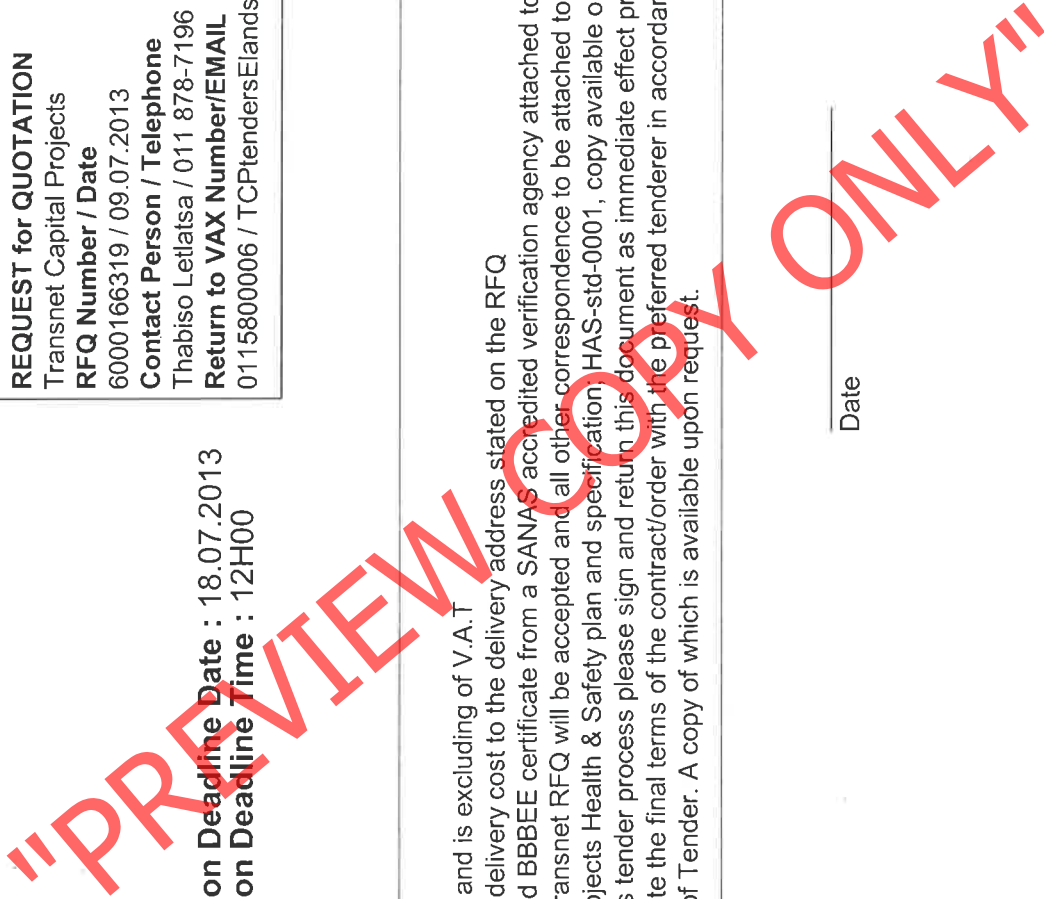 REQUEST for QUOTATION
Transnet Capital Projects
RFQ Number / Date
6000166319 / 09.07.2013
Contact Person / Telephone
Thabiso Letlatsa / 011 878-7196
Return to VAX Number/EMAIL
0115800006 / TCPtendersElands
on Deadline Date : 18.07.2013
on Deadline Time : 12H00
and is excluding of V.A.T
delivery cost to the delivery address stated on the RFQ
d BBBEE certificate from a SANAS accredited verification agency attached to
ansnet RFQ will be accepted and all other correspondence to be attached to
ojects Health & Safety plan and specification; HAS-std-0001, copy available o
s tender process please sign and return this document as immediate effect pr
te the final terms of the contract/order with the preferred tenderer in accordan
of Tender. A copy of which is available upon request.
Date
"PREVIEW COPY ONLY"